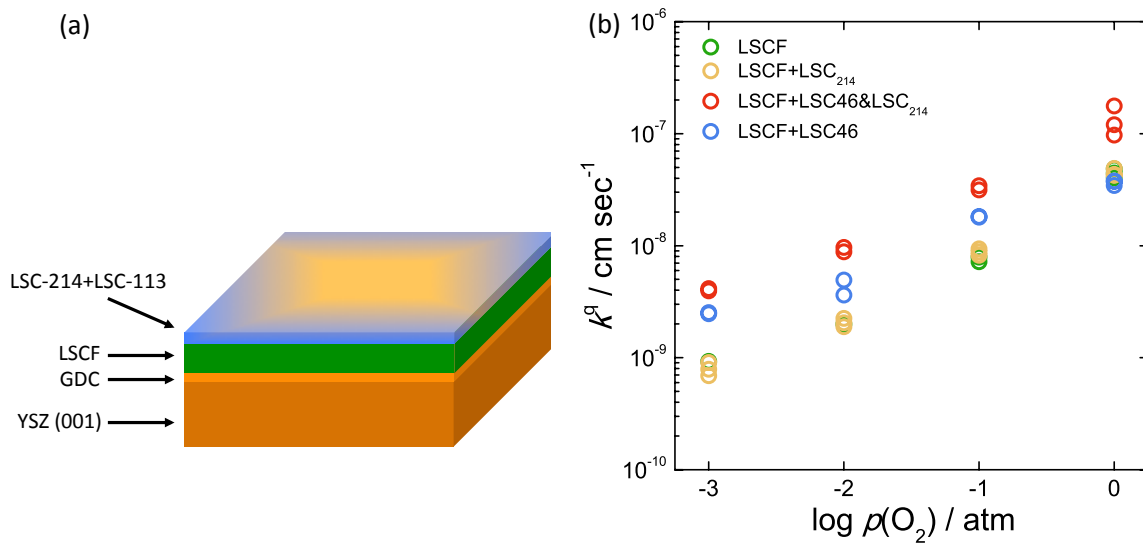 (a)
LSC-214+LSC-113
LSCF
GDC
YSZ (001)
(b)
LSCF
LSCF+LSC₂₁₄
LSCF+LSC46&LSC₂₁₄
LSCF+LSC46
10⁻⁶
10⁻⁷
10⁻⁸
10⁻⁹
10⁻¹⁰
k^q / cm sec⁻¹
-3 -2 -1 0
log p(O₂) / atm